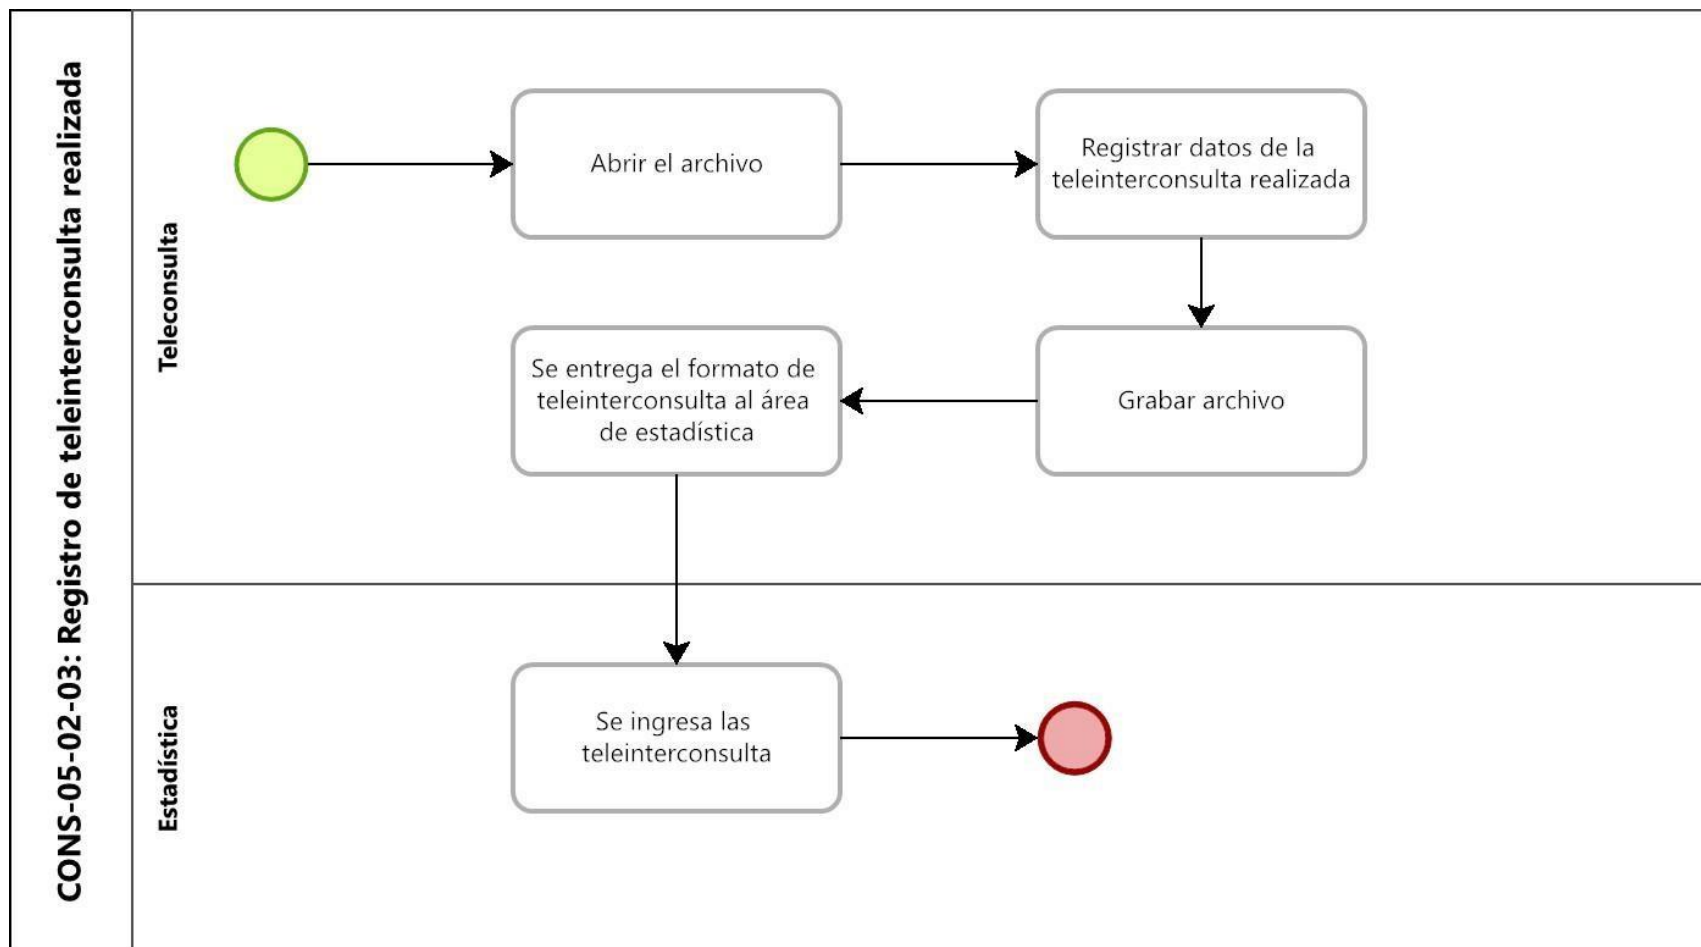 CONS-05-02-03: Registro de teleinterconsulta realizada
Teleconsulta
Abrir el archivo
Registrar datos de la
teleinterconsulta realizada
Se entrega el formato de
teleinterconsulta al área
de estadística
Grabar archivo
Estadística
Se ingresa las
teleinterconsulta